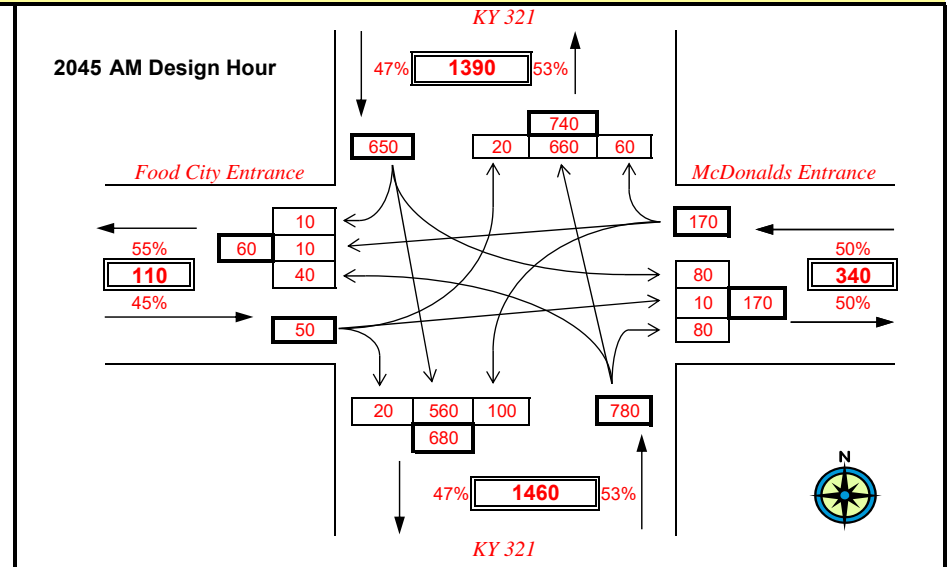 KY 321
2045 AM Design Hour
47% 1390 53%
740
650
20 660 60
Food City Entrance
McDonalds Entrance
10
170
55%
60 10
50%
110
40
80
340
45%
10 170
50%
50
80
20 560 100
780
680
N
47% 1460 53%
KY 321